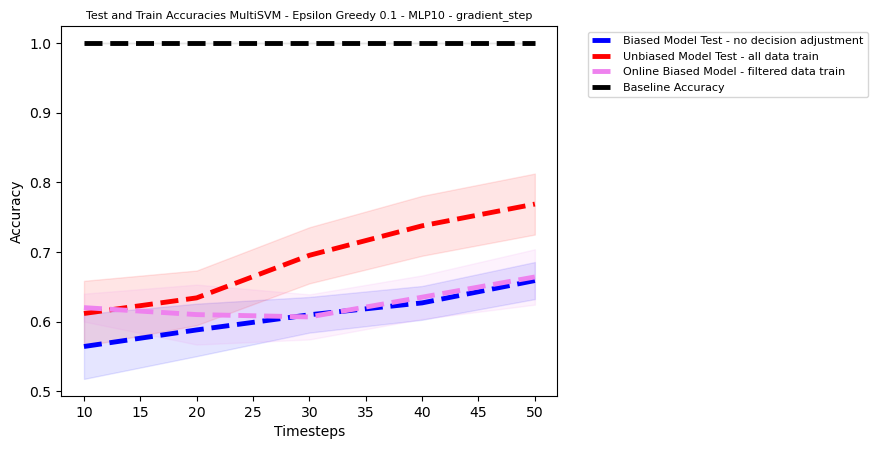 Test and Train Accuracies MultiSVM - Epsilon Greedy 0.1 - MLP10 - gradient_step
Biased Model Test - no decision adjustment
Unbiased Model Test - all data train
Online Biased Model - filtered data train
Baseline Accuracy
Accuracy
1.0
0.9
0.8
0.7
0.6
0.5
10 15 20 25 30 35 40 45 50
Timesteps